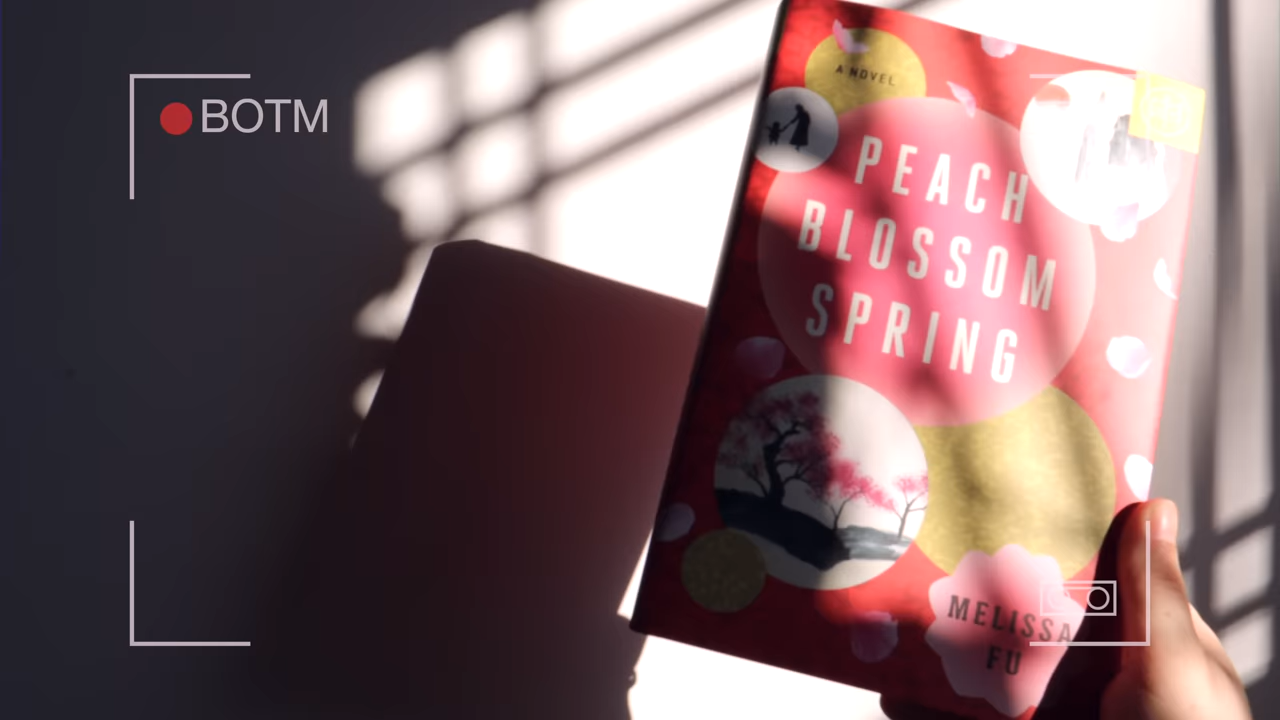 BOTM
A NOVEL
PEACH
BLOSSOM
SPRING
MELISSA
FU